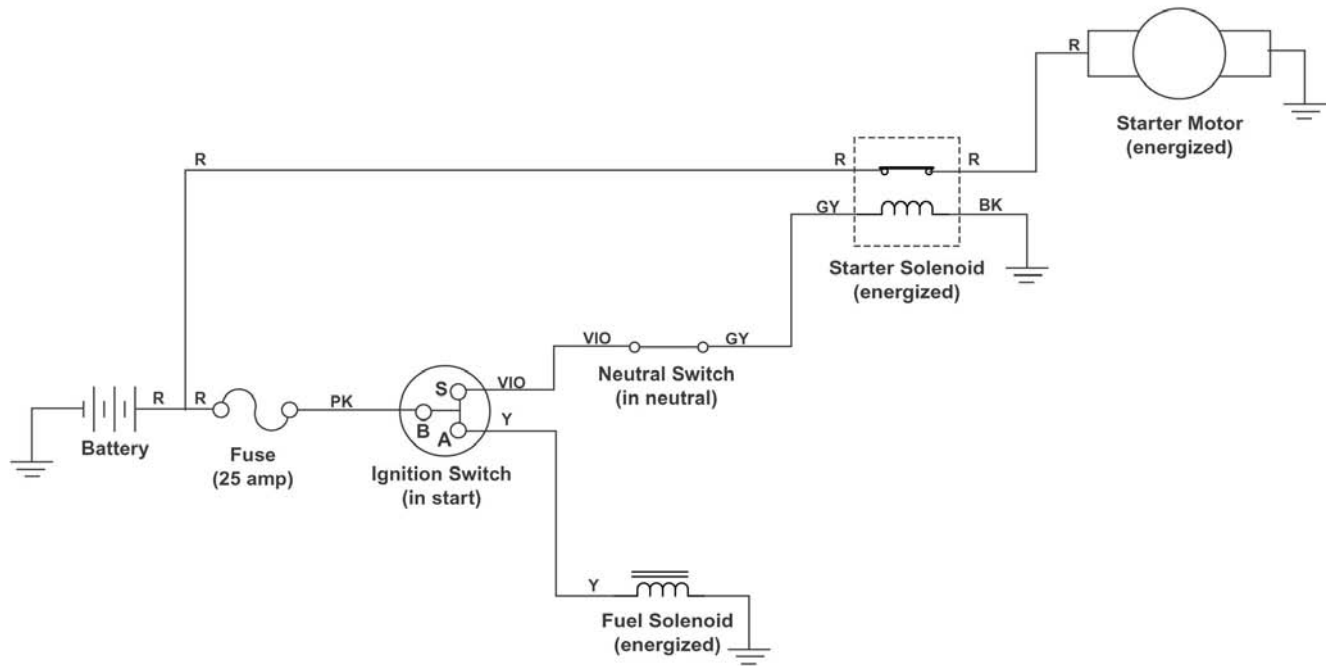 R
Starter Motor
(energized)
R
R
R
GY
BK
Starter Solenoid
(energized)
VIO
GY
Neutral Switch
(in neutral)
R
R
PK
S
VIO
B
A
Y
Battery
Fuse
(25 amp)
Ignition Switch
(in start)
Y
Fuel Solenoid
(energized)